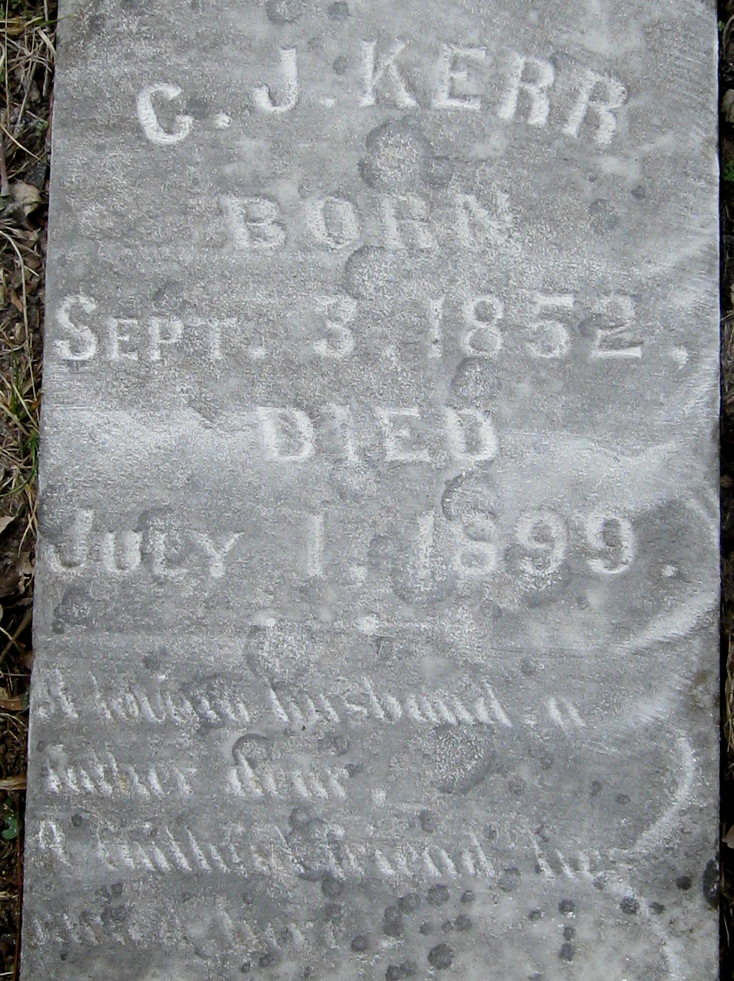 C. J. KERR
BORN
SEPT. 3, 1852,
DIED
JULY 1, 1899.
A loving husband, a
father dear,
A faithful friend